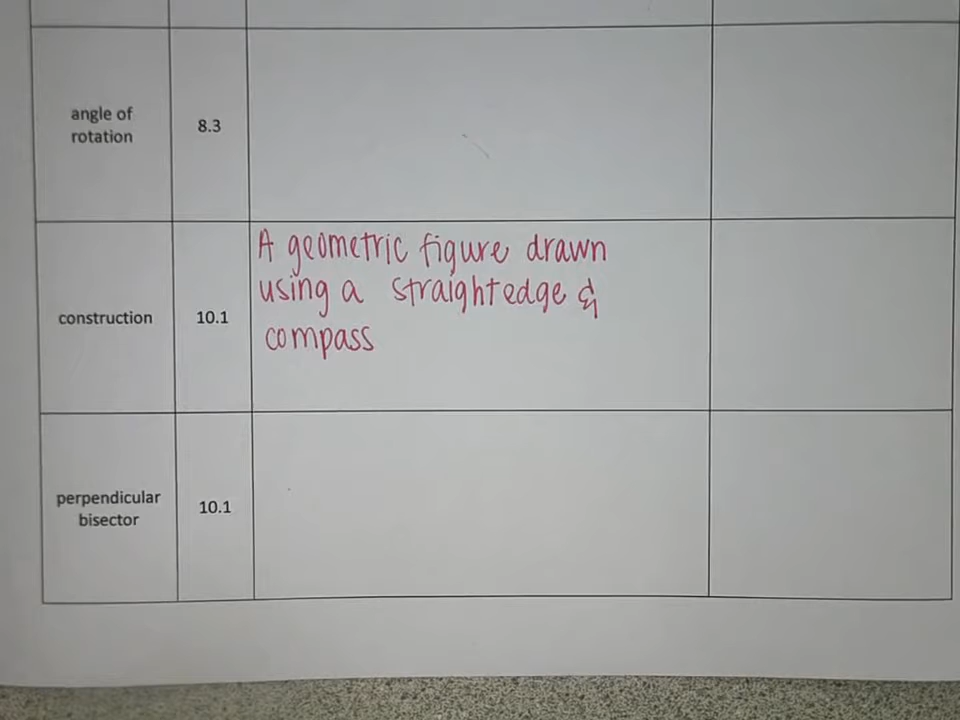 angle of
rotation
8.3
construction
10.1
A geometric figure drawn
using a straightedge &
compass
perpendicular
bisector
10.1